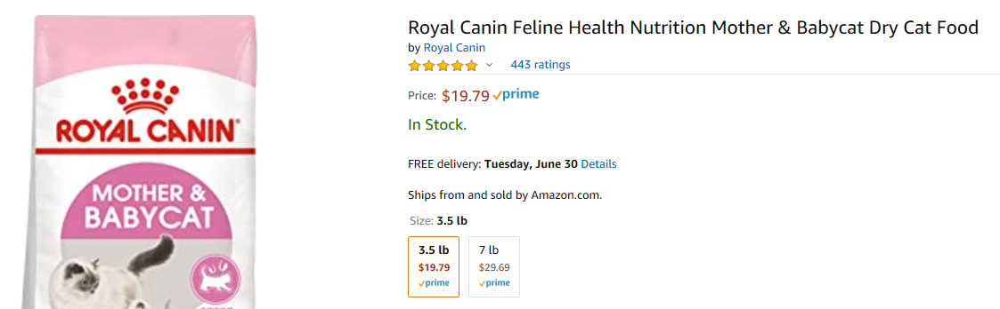 ROYAL CANIN
MOTHER &
BABYCAT
Royal Canin Feline Health Nutrition Mother & Babycat Dry Cat Food
by Royal Canin
443 ratings
Price: $19.79 prime
In Stock.
FREE delivery: Tuesday, June 30 Details
Ships from and sold by Amazon.com.
Size: 3.5 lb
3.5 lb
$19.79
prime
7 lb
$29.69
prime